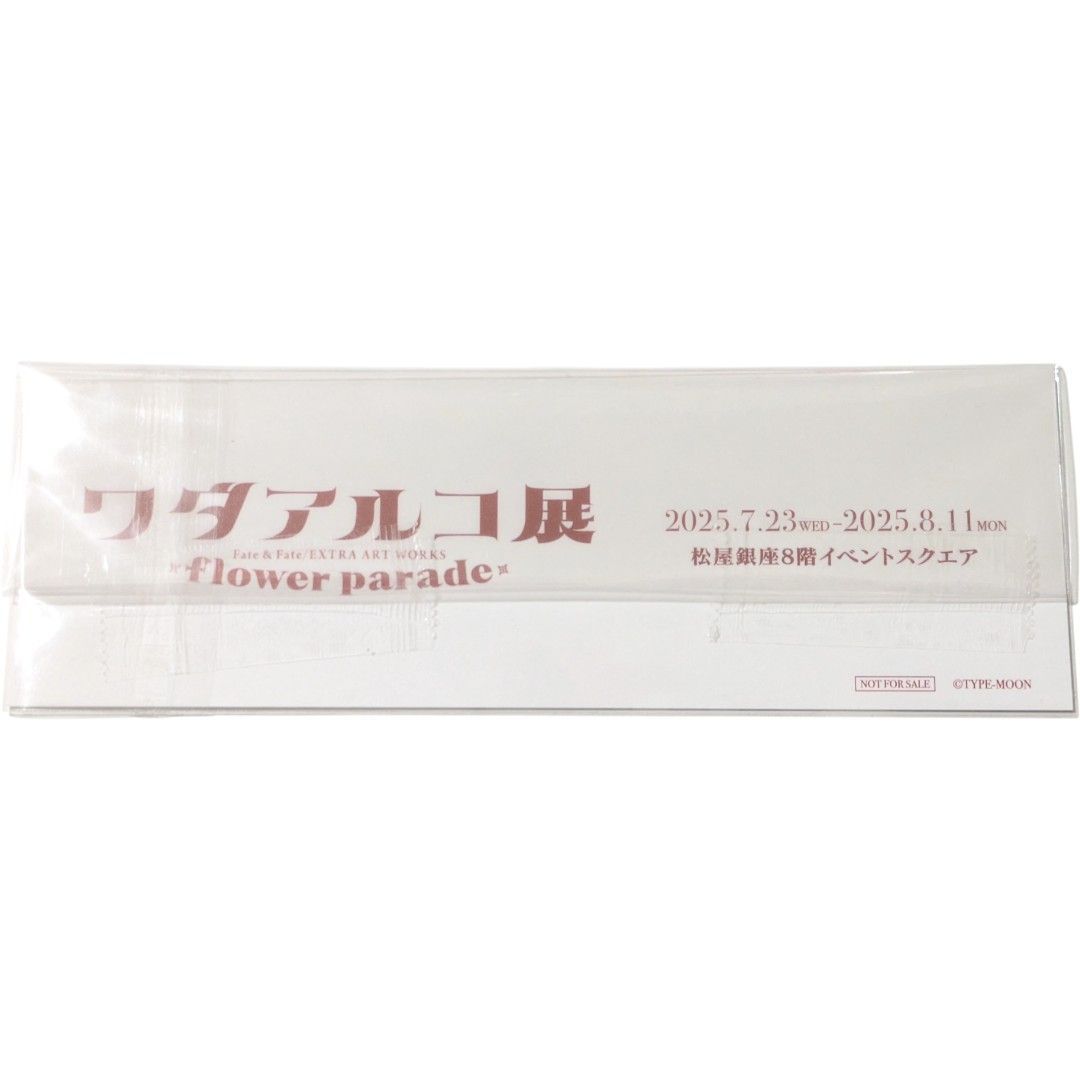 ワダアルコ展
Fate & Fate/EXTRA ART WORKS
flower parade
2025.7.23WED-2025.8.11MON
松屋銀座8階イベントスクエア
NOT FOR SALE ©TYPE-MOON